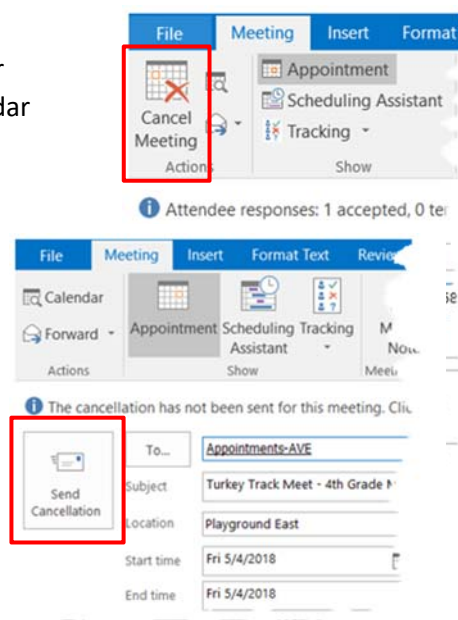 File Meeting Insert Format
Cancel Meeting
Appointment
Scheduling Assistant
Tracking
Actions Show
Attendee responses: 1 accepted, 0
File Meeting Insert Format Text
Calendar
Forward
Appointment
Scheduling Assistant
Tracking
Actions Show
The cancellation has not been sent for this meeting.
Send Cancellation
To... Appointments-AVE
Subject Turkey Track Meet - 4th Grade
Location Playground East
Start time Fri 5/4/2018
End time Fri 5/4/2018